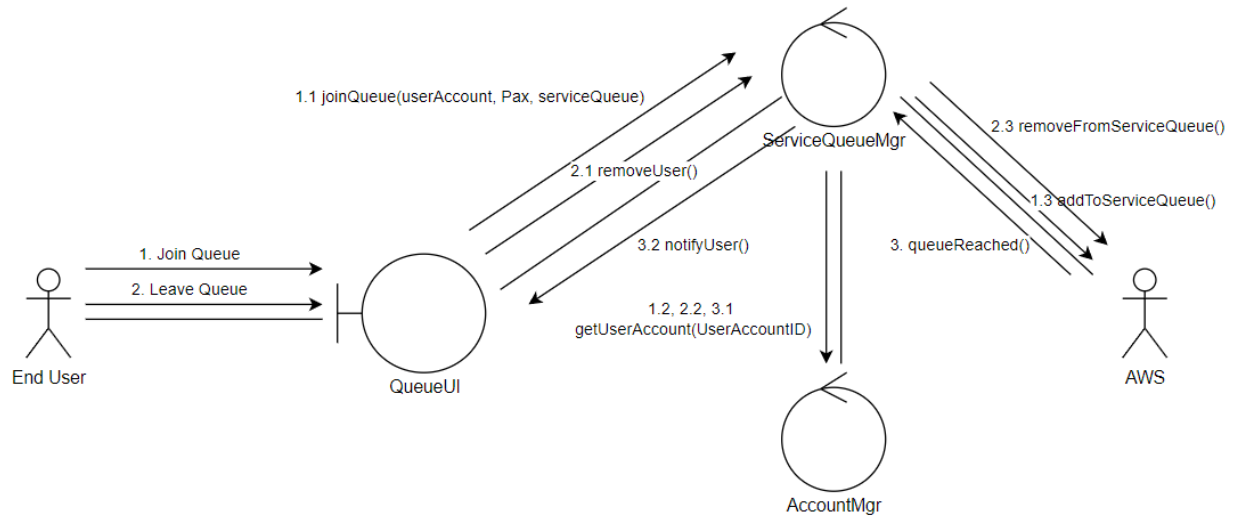 1.1 joinQueue(userAccount, Pax, serviceQueue)
ServiceQueueMgr
2.3 removeFromServiceQueue()
2.1 removeUser()
1.3 addToServiceQueue()
1. Join Queue
3.2 notifyUser()
3. queueReached()
2. Leave Queue
1.2, 2.2, 3.1
getUserAccount(UserAccountID)
End User
QueueUI
AWS
AccountMgr